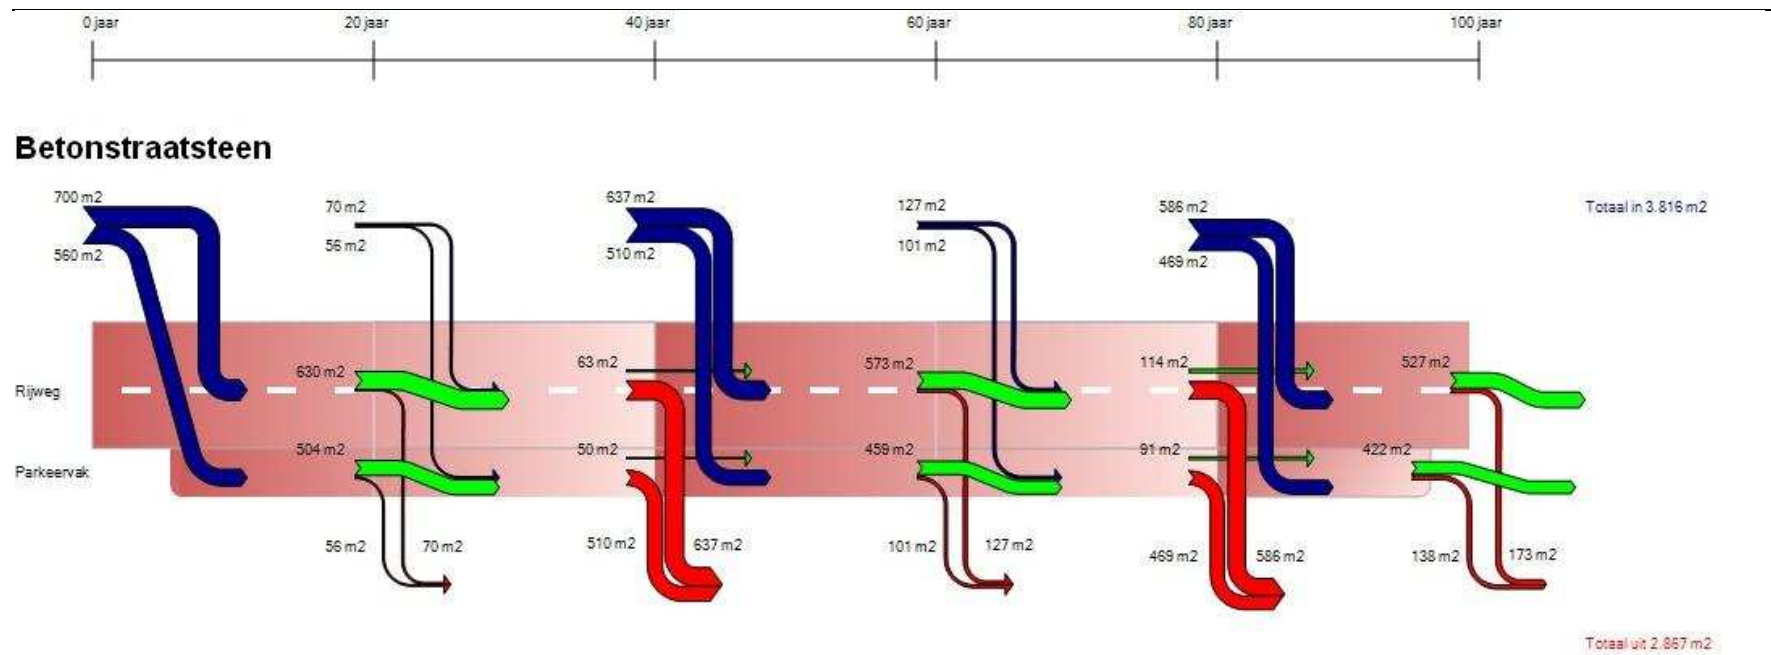 0 jaar 20 jaar 40 jaar 60 jaar 80 jaar 100 jaar
Betonstraatsteen
700 m2 70 m2 637 m2 127 m2 586 m2 Totaal in 3.816 m2
560 m2 56 m2 510 m2 101 m2 469 m2
630 m2 63 m2 573 m2 114 m2 527 m2
Rijweg
504 m2 50 m2 459 m2 91 m2 422 m2
Parkeervak
56 m2 70 m2 510 m2 637 m2 101 m2 127 m2 469 m2 586 m2 138 m2 173 m2
Totaal uit 2.867 m2